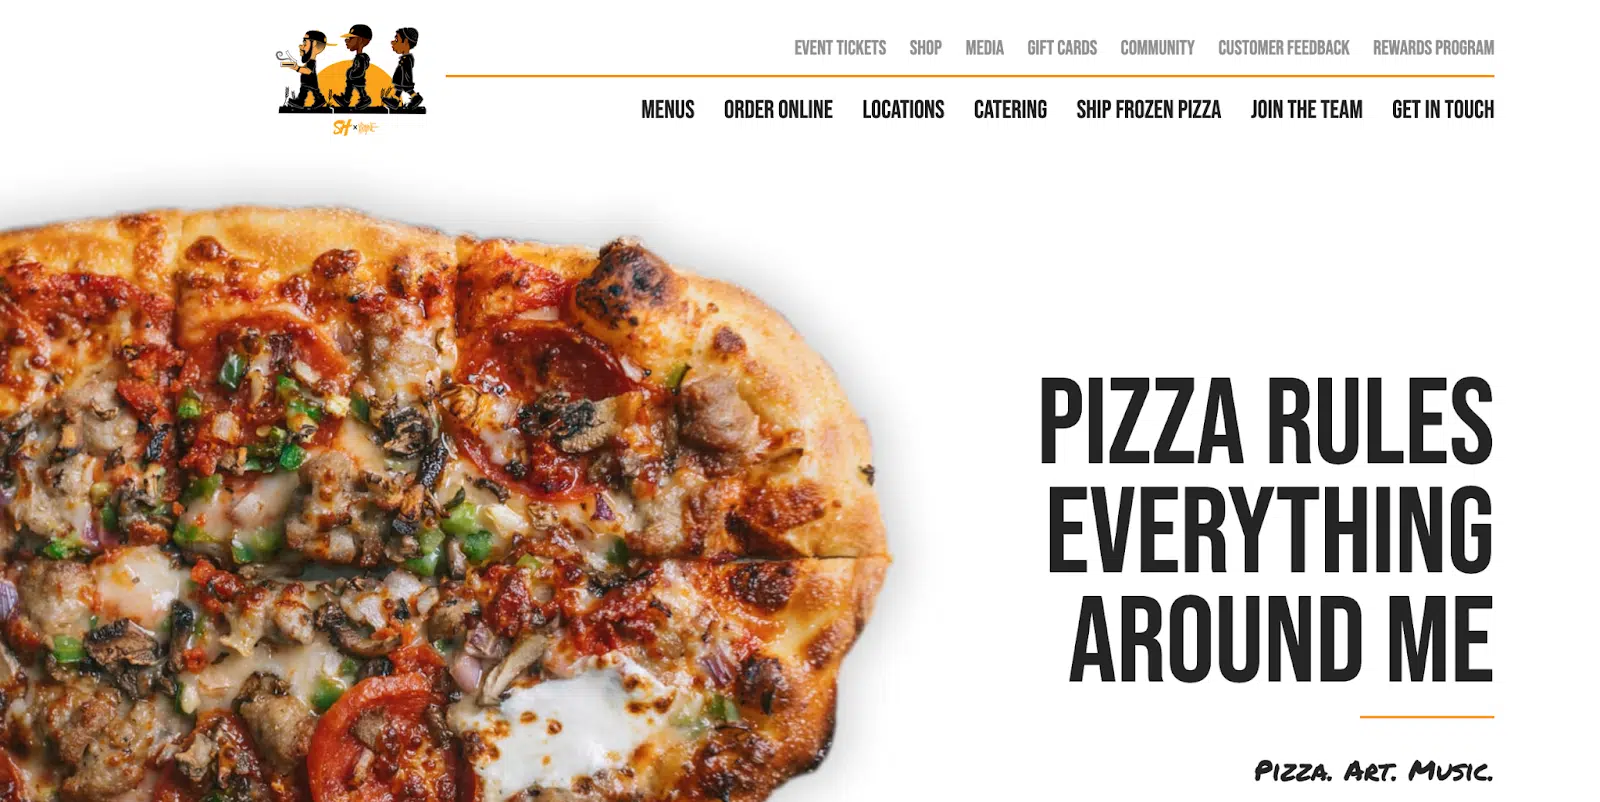 EVENT TICKETS SHOP MEDIA GIFT CARDS COMMUNITY CUSTOMER FEEDBACK REWARDS PROGRAM
MENUS ORDER ONLINE LOCATIONS CATERING SHIP FROZEN PIZZA JOIN THE TEAM GET IN TOUCH
SH x
PIZZA RULES
EVERYTHING
AROUND ME
Pizza. Art. Music.